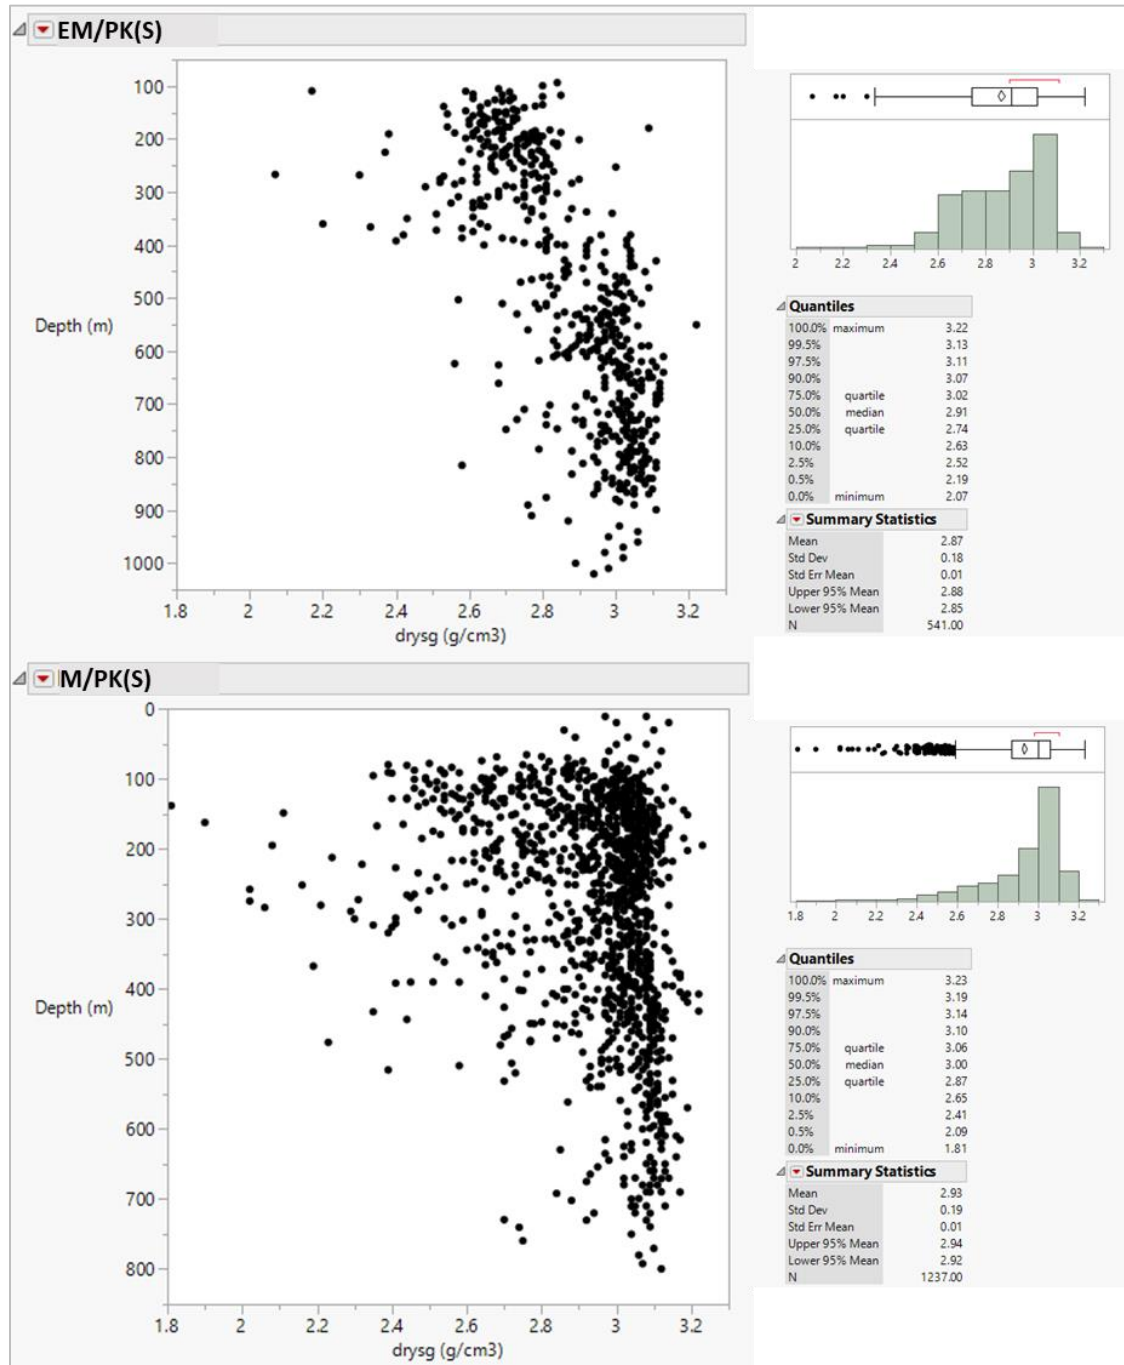 EM/PK(S)
100
200
300
400
500
600
700
800
900
1000
Depth (m)
1.8 2 2.2 2.4 2.6 2.8 3 3.2
drysg (g/cm3)
2 2.2 2.4 2.6 2.8 3 3.2
Quantiles
100.0% maximum 3.22
99.5% 3.13
97.5% 3.11
90.0% 3.07
75.0% quartile 3.02
50.0% median 2.91
25.0% quartile 2.74
10.0% 2.63
2.5% 2.52
0.5% 2.19
0.0% minimum 2.07
Summary Statistics
Mean 2.87
Std Dev 0.18
Std Err Mean 0.01
Upper 95% Mean 2.88
Lower 95% Mean 2.85
N 541.00
M/PK(S)
0
100
200
300
400
500
600
700
800
Depth (m)
1.8 2 2.2 2.4 2.6 2.8 3 3.2
drysg (g/cm3)
1.8 2 2.2 2.4 2.6 2.8 3 3.2
Quantiles
100.0% maximum 3.23
99.5% 3.19
97.5% 3.14
90.0% 3.10
75.0% quartile 3.06
50.0% median 3.00
25.0% quartile 2.87
10.0% 2.65
2.5% 2.41
0.5% 2.09
0.0% minimum 1.81
Summary Statistics
Mean 2.93
Std Dev 0.19
Std Err Mean 0.01
Upper 95% Mean 2.94
Lower 95% Mean 2.92
N 1237.00